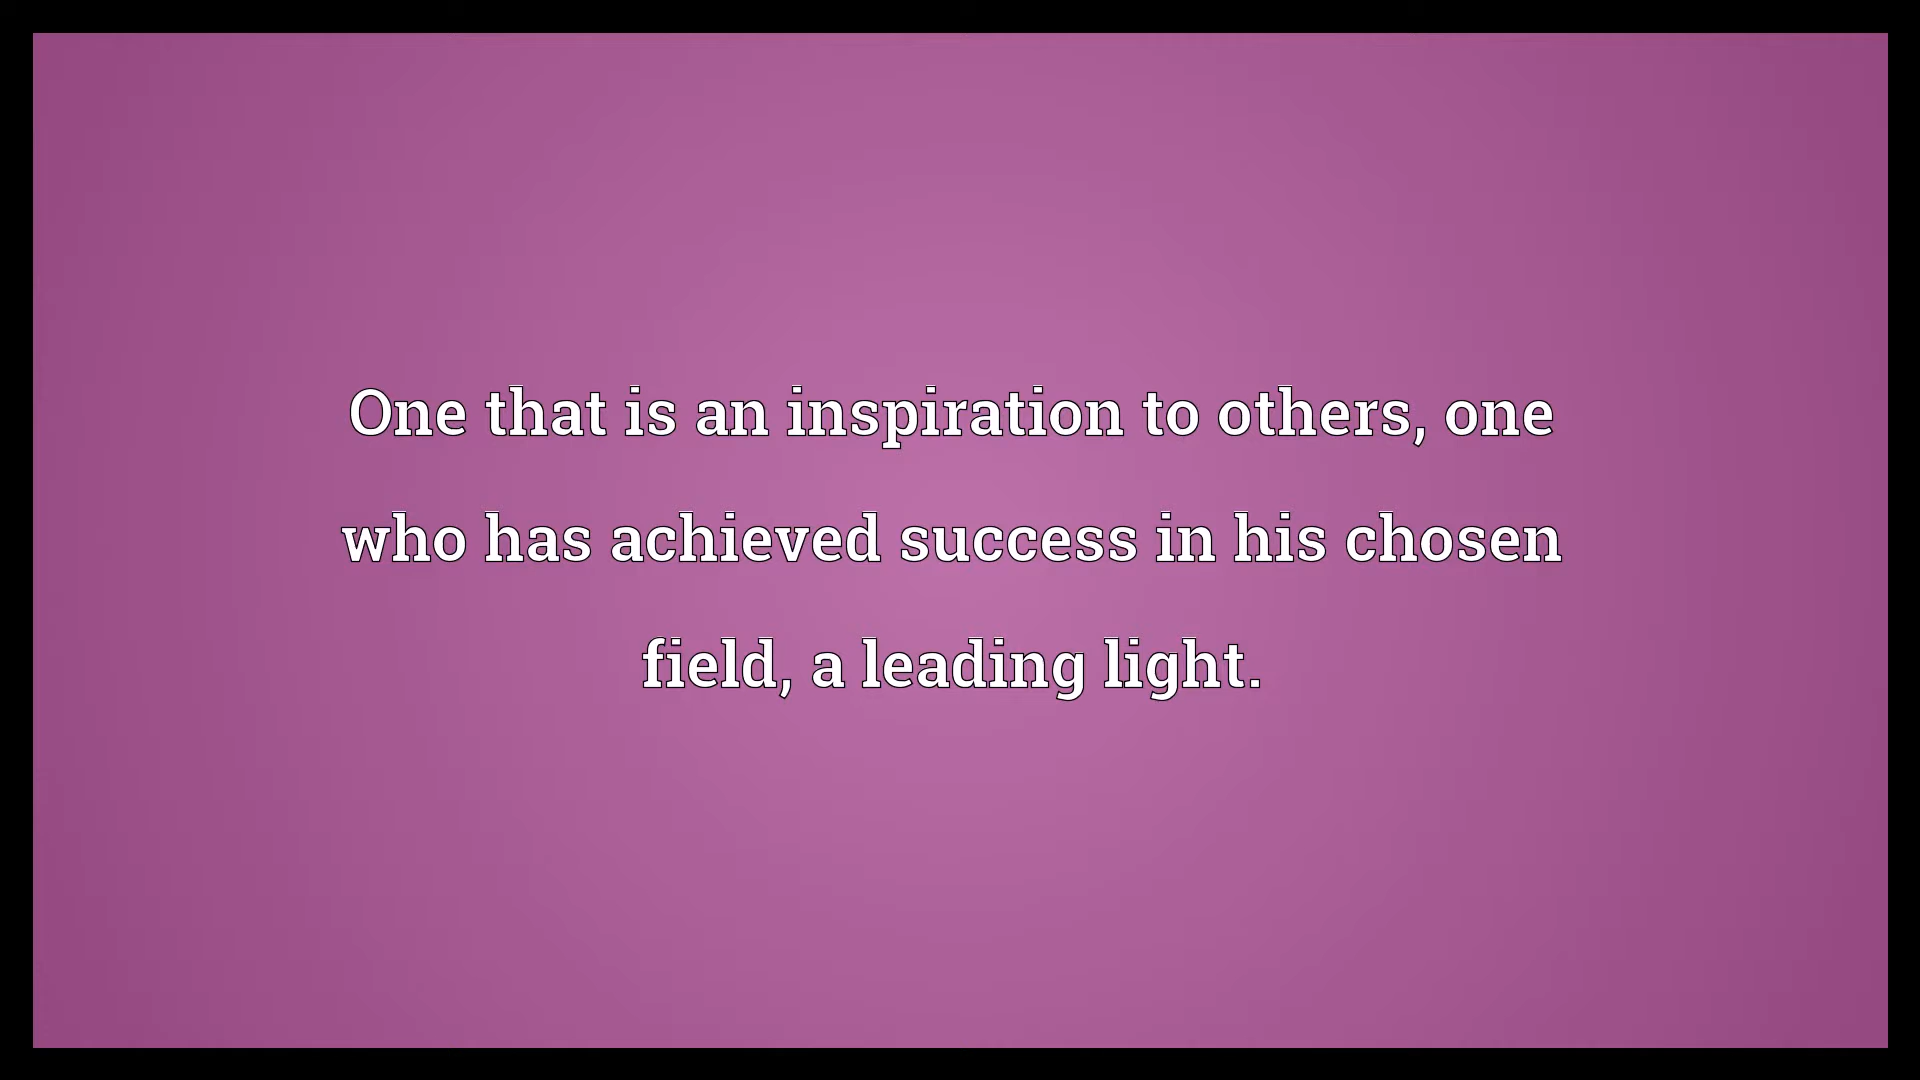 One that is an inspiration to others, one
who has achieved success in his chosen
field, a leading light.